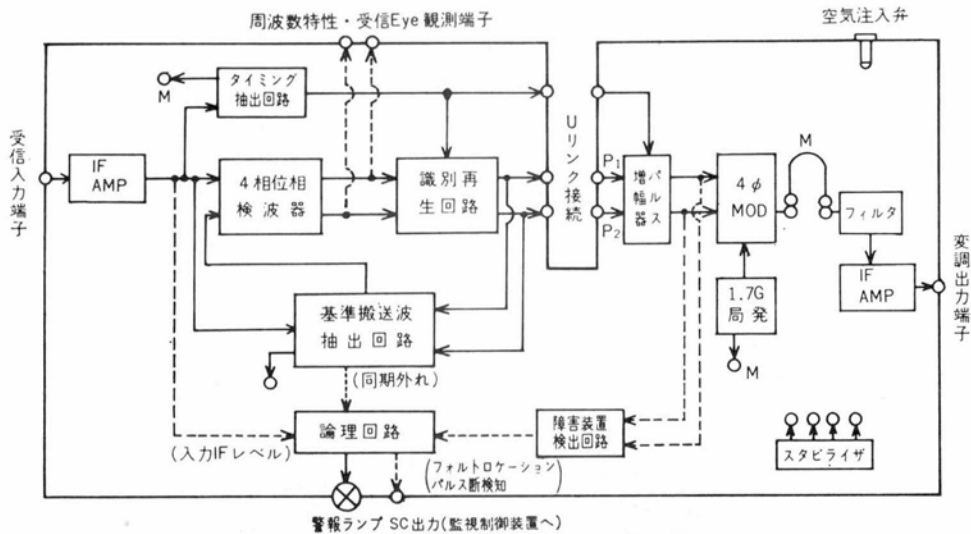 周波数特性・受信Eye観測端子
空気注入弁
受信入力端子
M
タイミング
抽出回路
IF
AMP
4相位相
検波器
識別再
生回路
Uリンク接続
P1
P2
パルス
増幅器
4φ
MOD
M
フィルタ
IF
AMP
変調出力端子
1.7G
局発
M
基準搬送波
抽出回路
(同期外れ)
論理回路
(入力IFレベル)
障害装置
検出回路
(フォルトロケーション
パルス断検知)
スタビライザ
警報ランプ SC出力(監視制御装置へ)